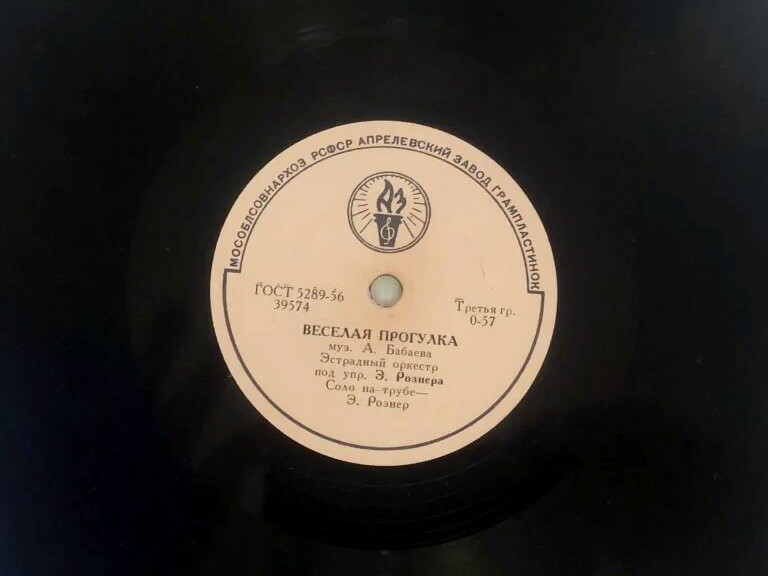 МОСОБЛСОВНАРХОЗ РСФСР АПРЕЛЕВСКИЙ ЗАВОД ГРАМПЛАСТИНОК
АЗ
ГОСТ 5289-56
39574
Третья гр.
0-57
ВЕСЕЛАЯ ПРОГУЛКА
муз. А. Бабаева
Эстрадный оркестр
под упр. Э. Рознера
Соло на трубе—
Э. Рознер